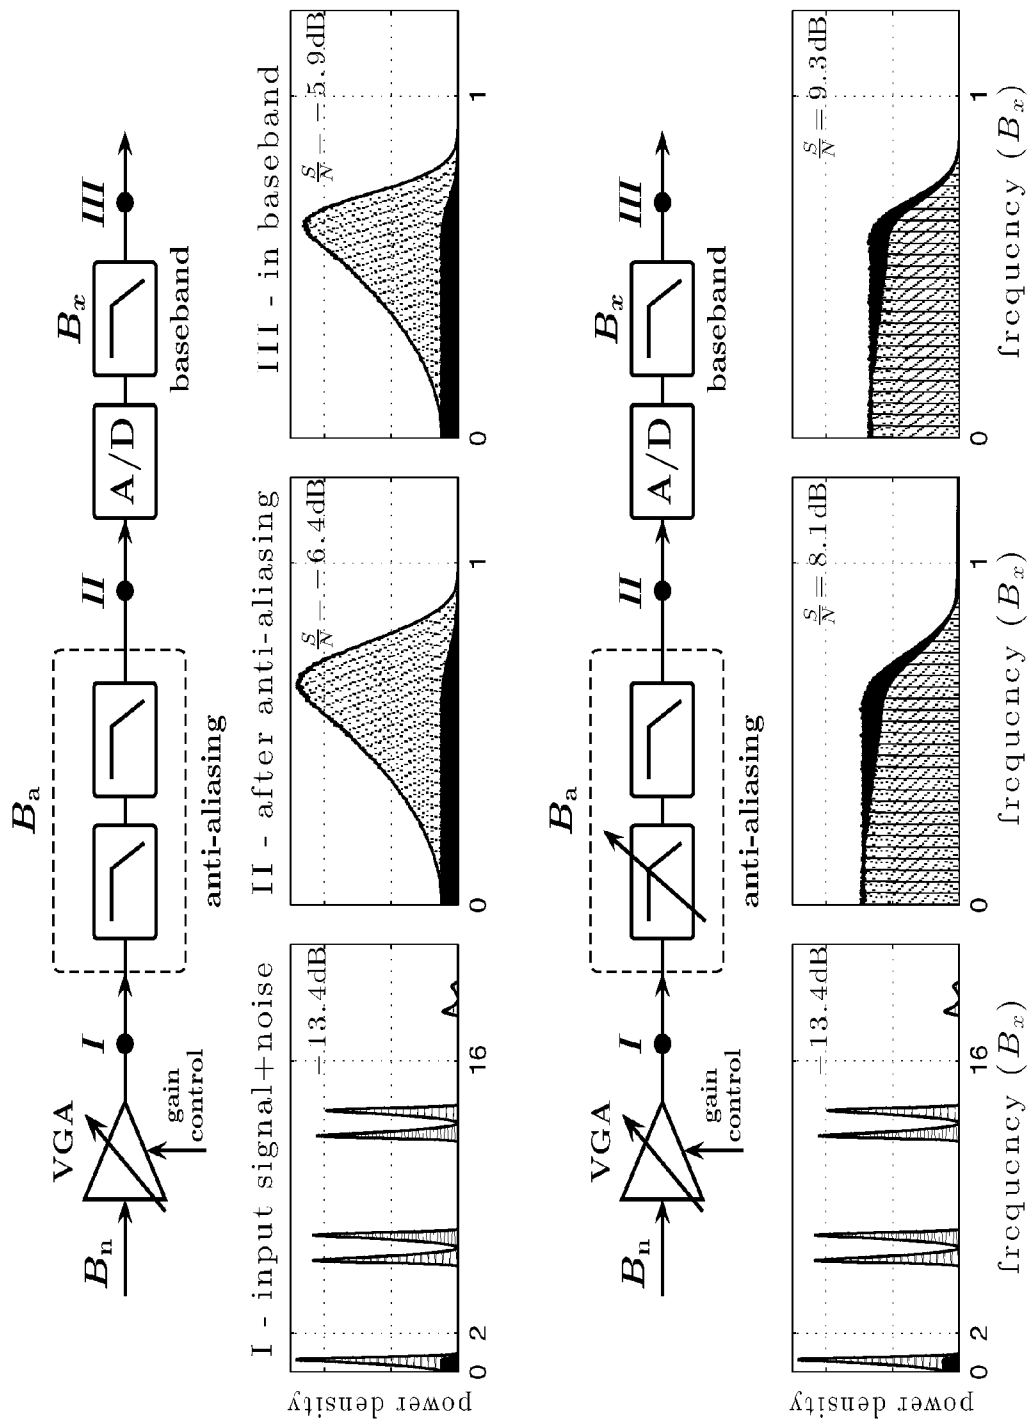 B_n
VGA
gain
control
I
B_a
anti-aliasing
II
A/D
B_x
baseband
III
I - input signal+noise
II - after anti-aliasing
III - in baseband
power density
−13.4dB
0 2 16
S/N=−6.4dB
0 1
S/N=−5.9dB
0 1
B_n
VGA
gain
control
I
B_a
anti-aliasing
II
A/D
B_x
baseband
III
power density
−13.4dB
0 2 16
frequency (B_x)
S/N=8.1dB
0 1
frequency (B_x)
S/N=9.3dB
0 1
frequency (B_x)